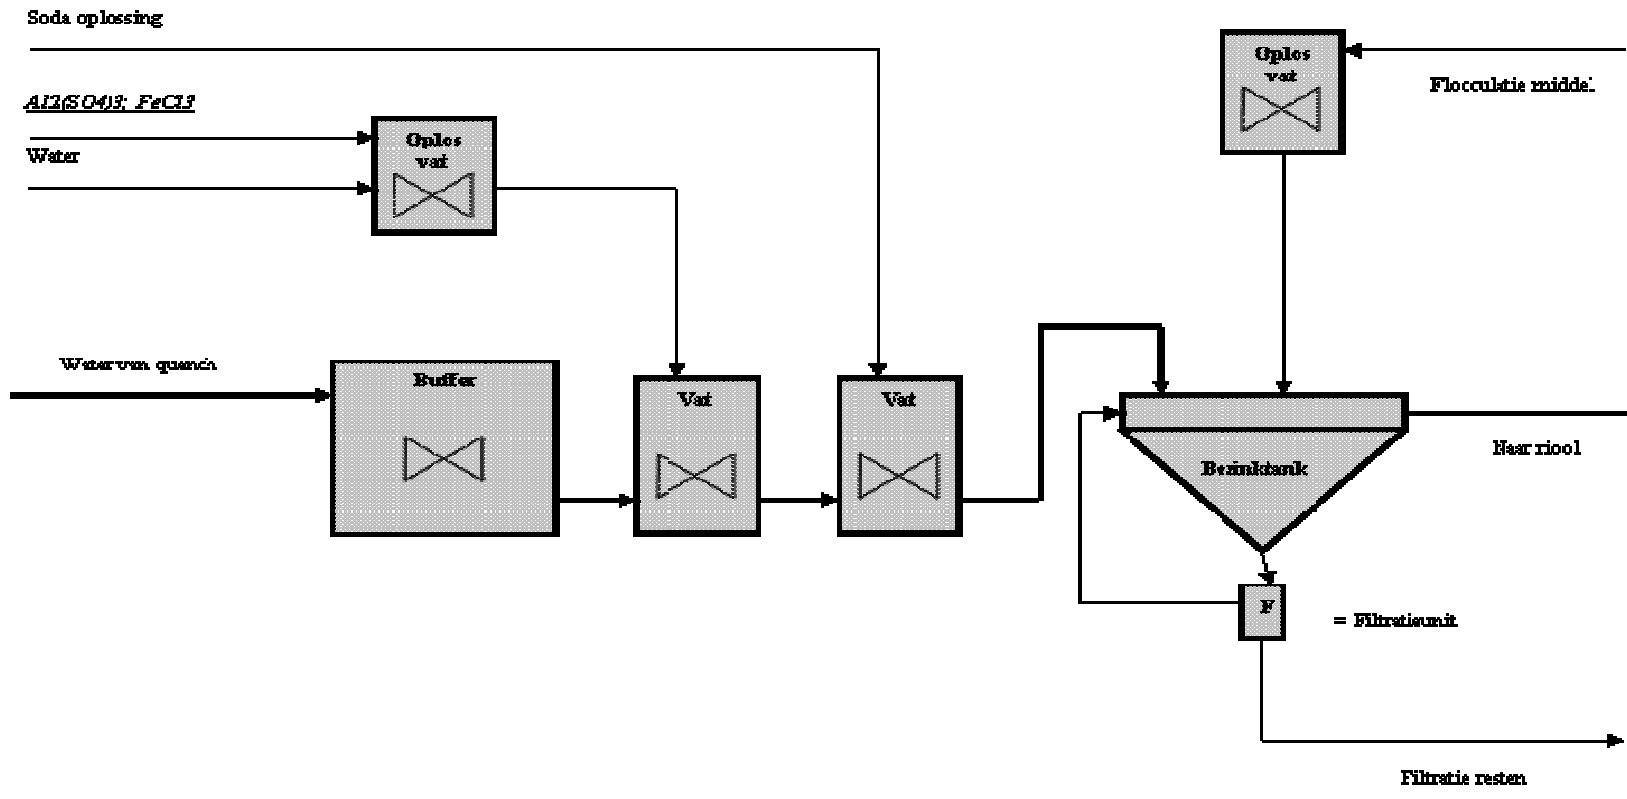 Soda oplossing
Al2(SO4)3; FeCl3
Water
Oplos
vat
Oplos
vat
Flocculatie middel
Water van quench
Buffer
Vat
Vat
Naar riool
Bezinktank
F
= Filtratieunit
Filtratie resten